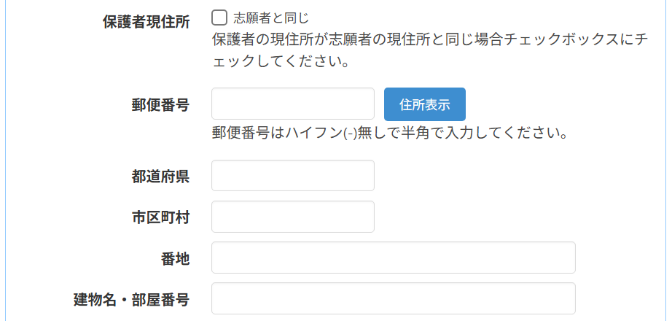 保護者現住所 志願者と同じ
保護者の現住所が志願者の現住所と同じ場合チェックボックスにチ
ェックしてください。
郵便番号 住所表示
郵便番号はハイフン(-)無しで半角で入力してください。
都道府県
市区町村
番地
建物名・部屋番号